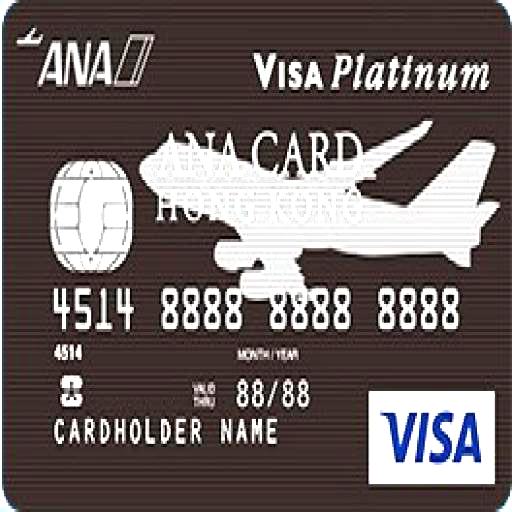 ANA
VISA Platinum
ANA CARD
HONG KONG
4514 8888 8888 8888
4514
MONTH / YEAR
VALID
THRU
88/88
CARDHOLDER NAME
VISA